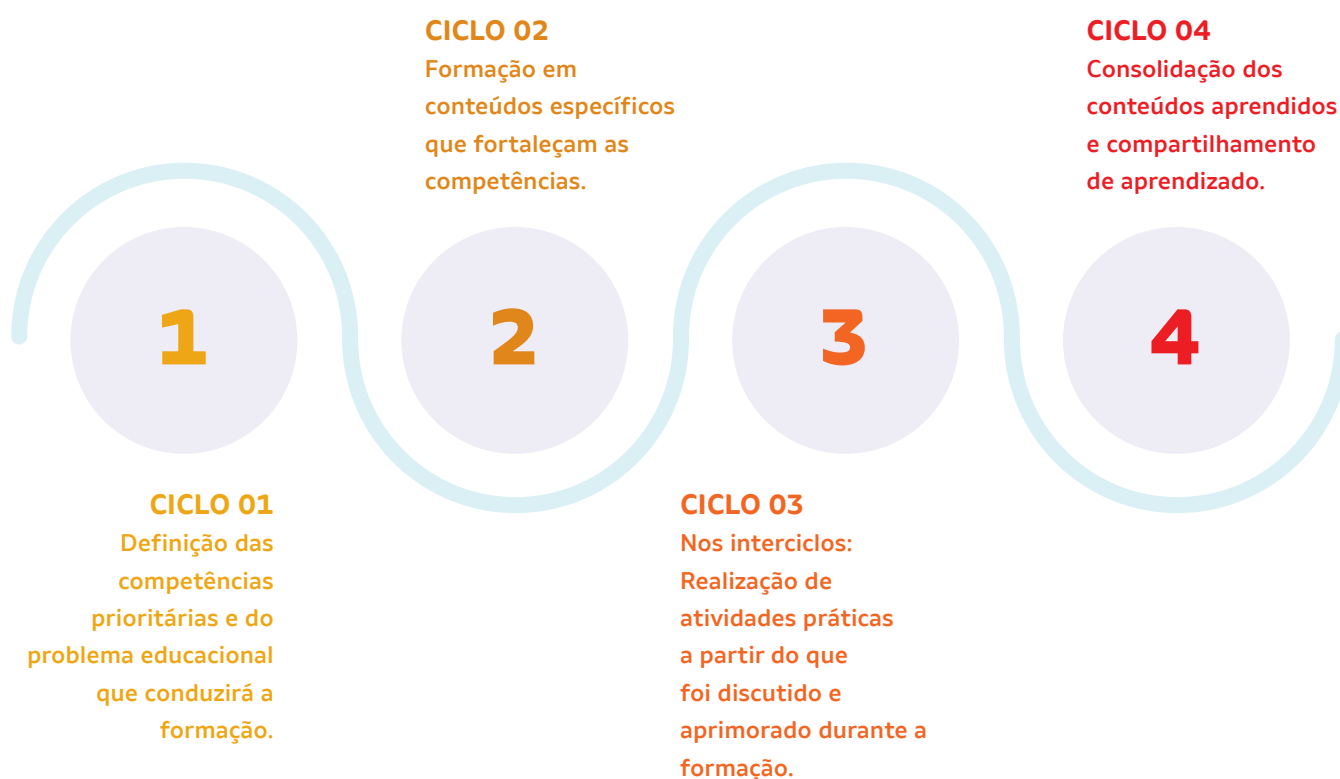 1
CICLO 01
Definição das
competências
prioritárias e do
problema educacional
que conduzirá a
formação.
CICLO 02
Formação em
conteúdos específicos
que fortaleçam as
competências.
2
3
CICLO 03
Nos interciclos:
Realização de
atividades práticas
a partir do que
foi discutido e
aprimorado durante a
formação.
CICLO 04
Consolidação dos
conteúdos aprendidos
e compartilhamento
de aprendizado.
4